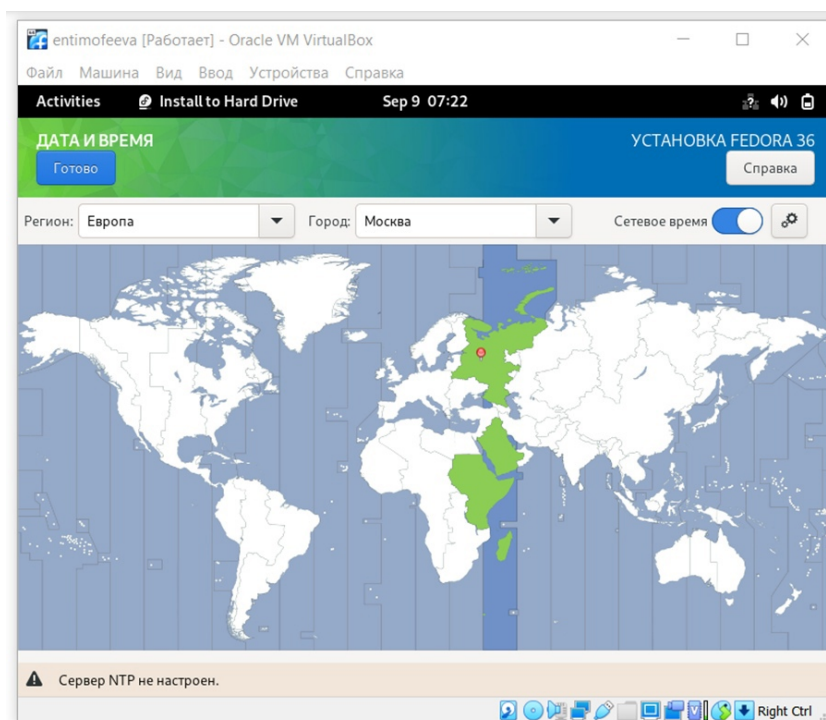 entimofeeva [Работает] - Oracle VM VirtualBox
Файл Машина Вид Ввод Устройства Справка
Activities Install to Hard Drive Sep 9 07:22
ДАТА И ВРЕМЯ УСТАНОВКА FEDORA 36
Готово Справка
Регион: Европа Город: Москва Сетевое время
Сервер NTP не настроен.
Right Ctrl